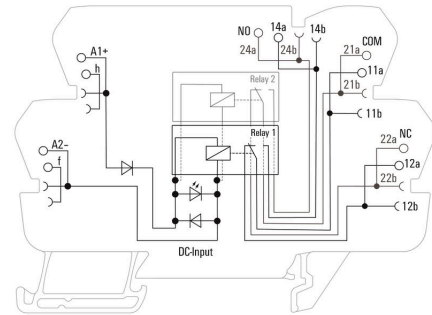 NO 14a 14b
24a 24b
A1+
h
COM
21a
11a
21b
11b
Relay 2
Relay 1
A2-
f
NC
22a
12a
22b
12b
DC-Input